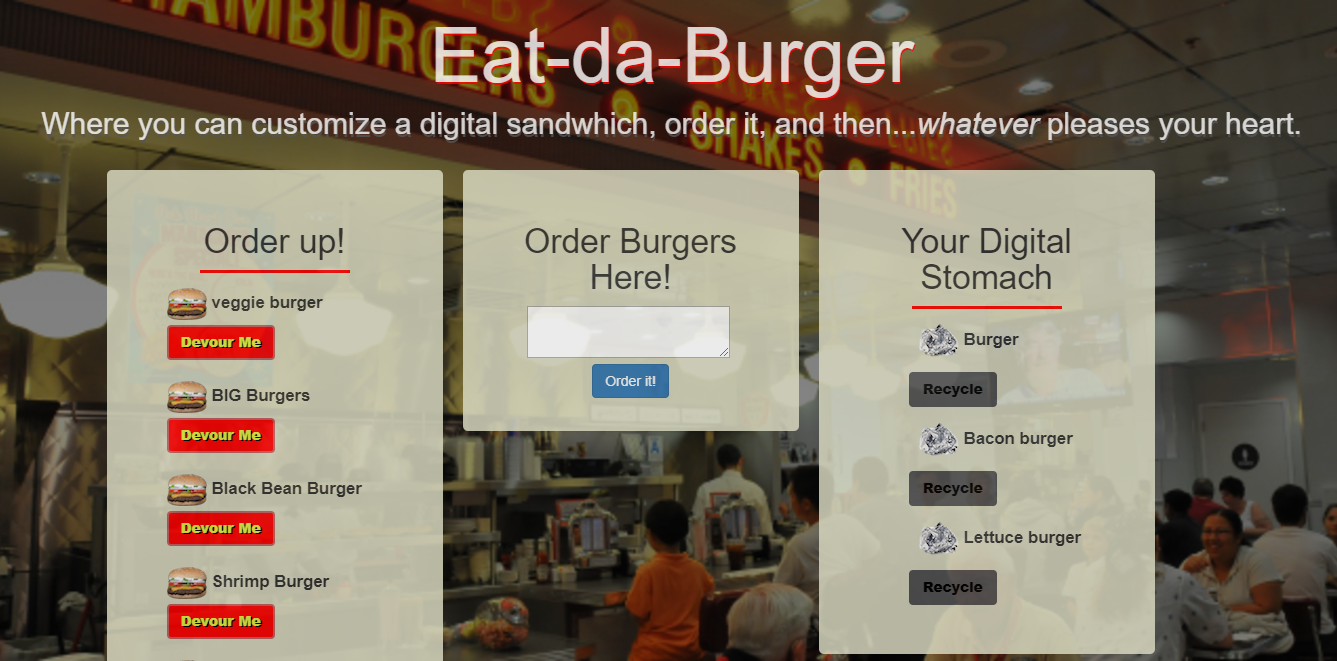 HAMBURGERS
Eat-da-Burger
Where you can customize a digital sandwhich, order it, and then...whatever pleases your heart.
SHAKES • FRIES
Order up!
veggie burger
Devour Me
BIG Burgers
Devour Me
Black Bean Burger
Devour Me
Shrimp Burger
Devour Me
Order Burgers
Here!
Order it!
Your Digital
Stomach
Burger
Recycle
Bacon burger
Recycle
Lettuce burger
Recycle